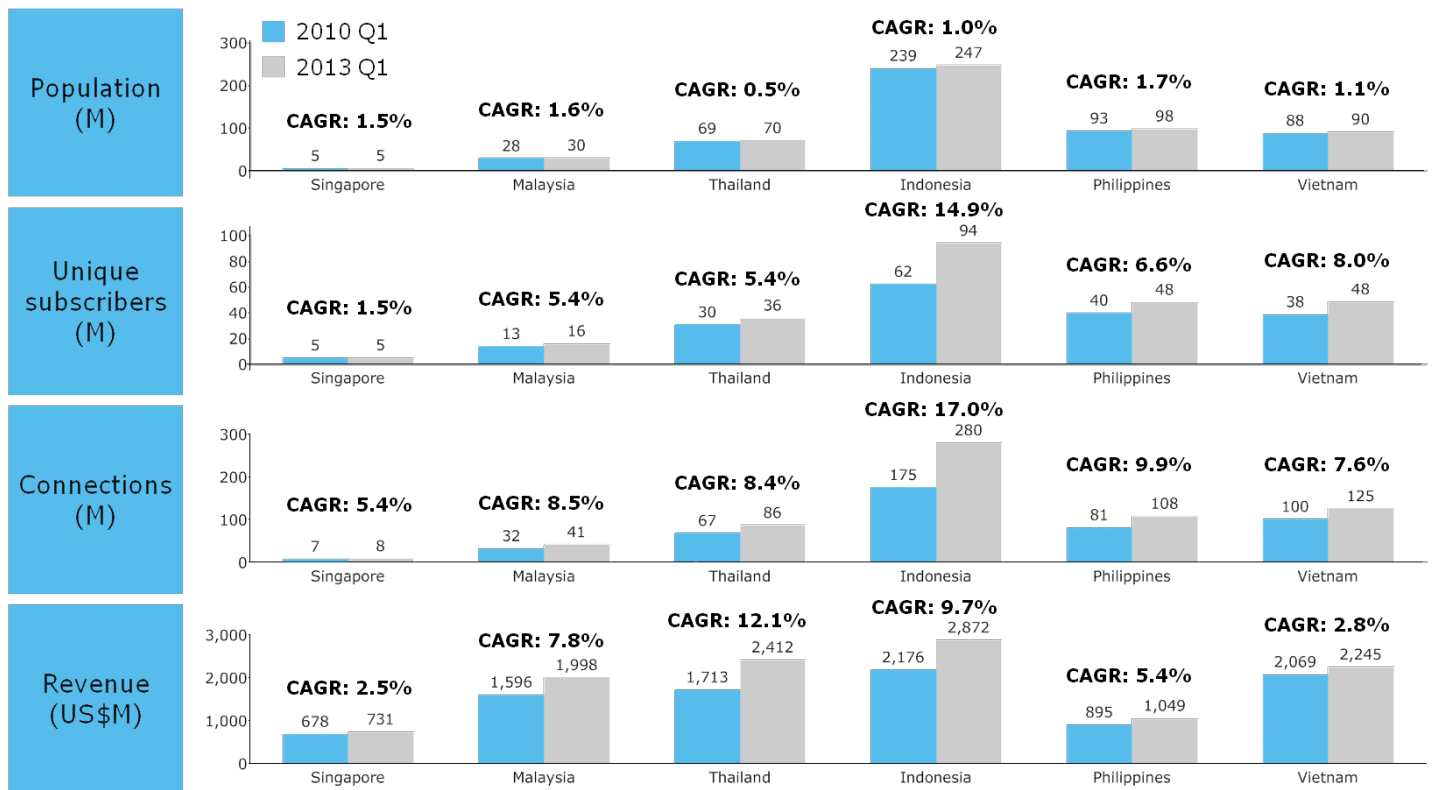 Population
(M)
2010 Q1
2013 Q1
300
200
100
0
CAGR: 1.5%
5 5
Singapore
CAGR: 1.6%
28 30
Malaysia
CAGR: 0.5%
69 70
Thailand
CAGR: 1.0%
239 247
Indonesia
CAGR: 1.7%
93 98
Philippines
CAGR: 1.1%
88 90
Vietnam
Unique
subscribers
(M)
100
80
60
40
20
0
CAGR: 1.5%
5 5
Singapore
CAGR: 5.4%
13 16
Malaysia
CAGR: 5.4%
30 36
Thailand
CAGR: 14.9%
62 94
Indonesia
CAGR: 6.6%
40 48
Philippines
CAGR: 8.0%
38 48
Vietnam
Connections
(M)
300
200
100
0
CAGR: 5.4%
7 8
Singapore
CAGR: 8.5%
32 41
Malaysia
CAGR: 8.4%
67 86
Thailand
CAGR: 17.0%
175 280
Indonesia
CAGR: 9.9%
81 108
Philippines
CAGR: 7.6%
100 125
Vietnam
Revenue
(US$M)
3,000
2,000
1,000
0
CAGR: 2.5%
678 731
Singapore
CAGR: 7.8%
1,596 1,998
Malaysia
CAGR: 12.1%
1,713 2,412
Thailand
CAGR: 9.7%
2,176 2,872
Indonesia
CAGR: 5.4%
895 1,049
Philippines
CAGR: 2.8%
2,069 2,245
Vietnam